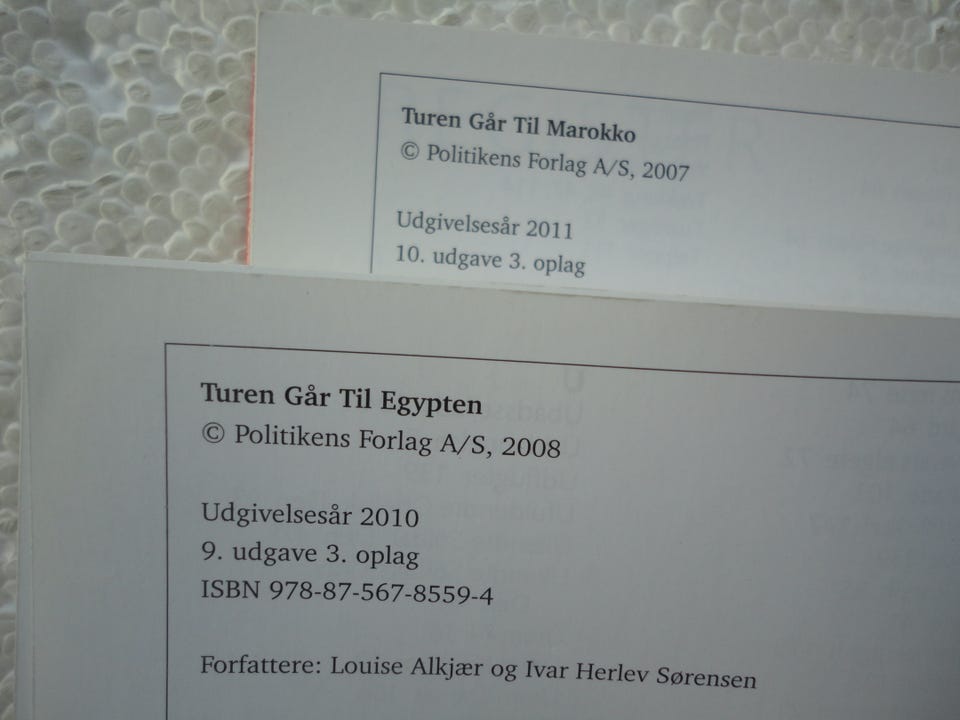 Turen Går Til Marokko
© Politikens Forlag A/S, 2007
Udgivelsesår 2011
10. udgave 3. oplag
Turen Går Til Egypten
© Politikens Forlag A/S, 2008
Udgivelsesår 2010
9. udgave 3. oplag
ISBN 978-87-567-8559-4
Forfattere: Louise Alkjær og Ivar Herlev Sørensen